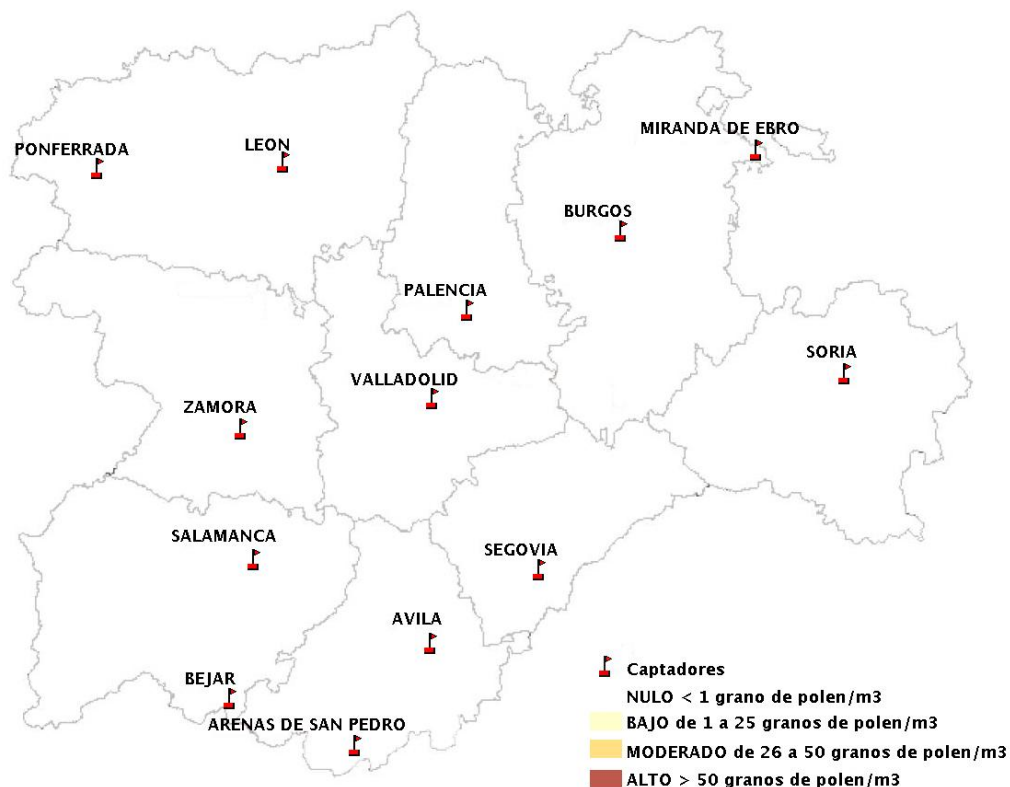 MIRANDA DE EBRO
PONFERRADA
LEON
BURGOS
PALENCIA
SORIA
VALLADOLID
ZAMORA
SALAMANCA
SEGOVIA
AVILA
BEJAR
ARENAS DE SAN PEDRO
Captadores
NULO < 1 grano de polen/m3
BAJO de 1 a 25 granos de polen/m3
MODERADO de 26 a 50 granos de polen/m3
ALTO > 50 granos de polen/m3